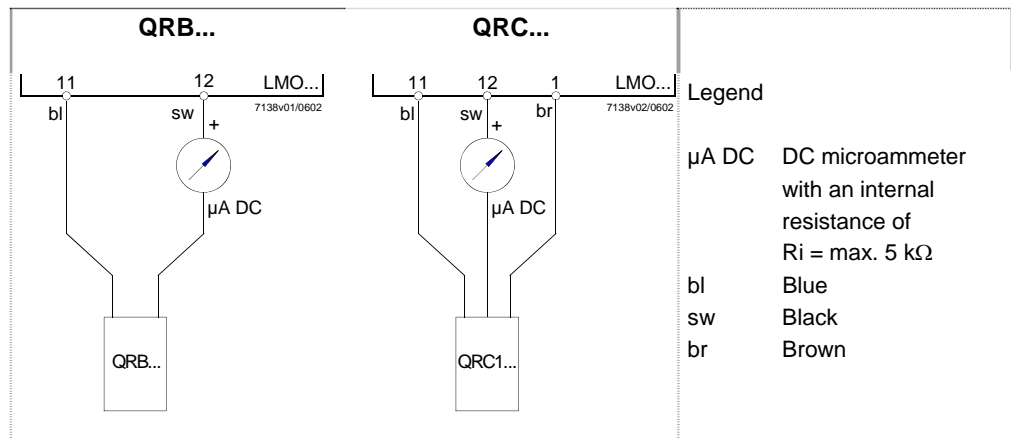 QRB...
11 12 LMO...
7138v01/0602
bl sw
+
µA DC
QRB...
QRC...
11 12 1 LMO...
7138v02/0602
bl sw br
+
µA DC
QRC1...
Legend
µA DC DC microammeter
with an internal
resistance of
Ri = max. 5 kΩ
bl Blue
sw Black
br Brown